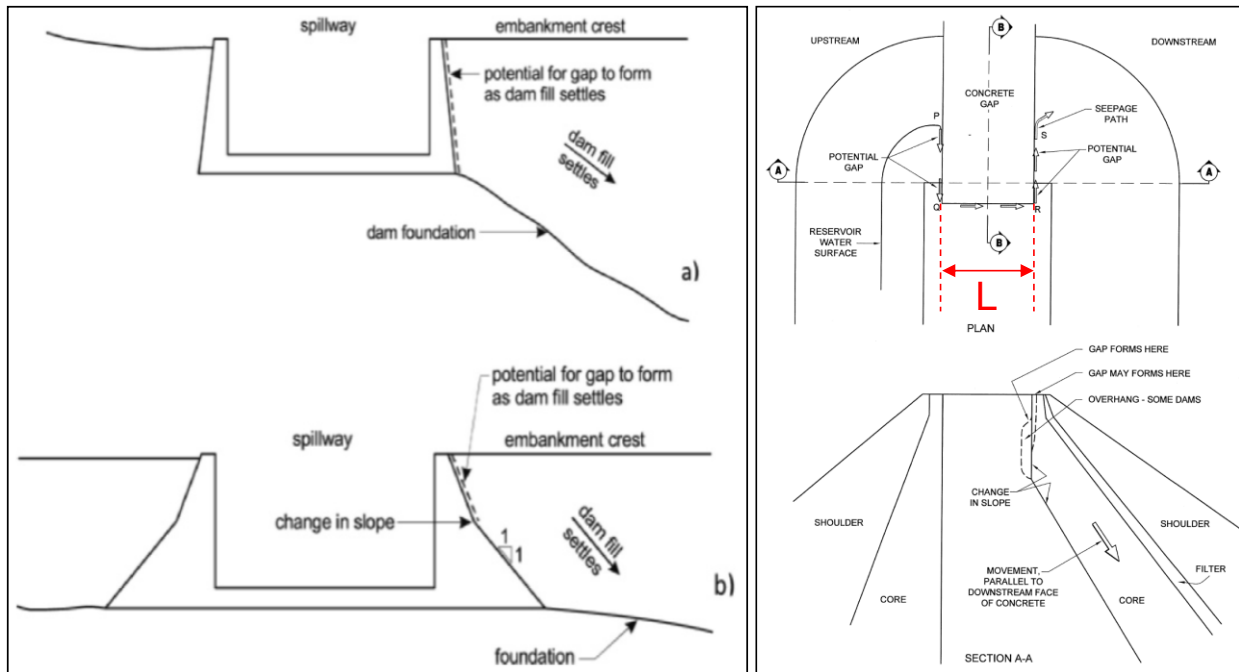 spillway
embankment crest
potential for gap to form
as dam fill settles
dam fill
settles
dam foundation
a)
potential for gap to form
as dam fill settles
spillway
embankment crest
change in slope
1
1
dam fill
settles
b)
foundation
B
UPSTREAM
DOWNSTREAM
CONCRETE
GAP
SEEPAGE
PATH
P
S
POTENTIAL
GAP
POTENTIAL
GAP
A
A
Q
R
B
RESERVOIR
WATER
SURFACE
L
PLAN
GAP FORMS HERE
GAP MAY FORMS HERE
OVERHANG - SOME DAMS
CHANGE
IN SLOPE
SHOULDER
SHOULDER
MOVEMENT,
PARALLEL TO
DOWNSTREAM FACE
OF CONCRETE
FILTER
CORE
CORE
SECTION A-A